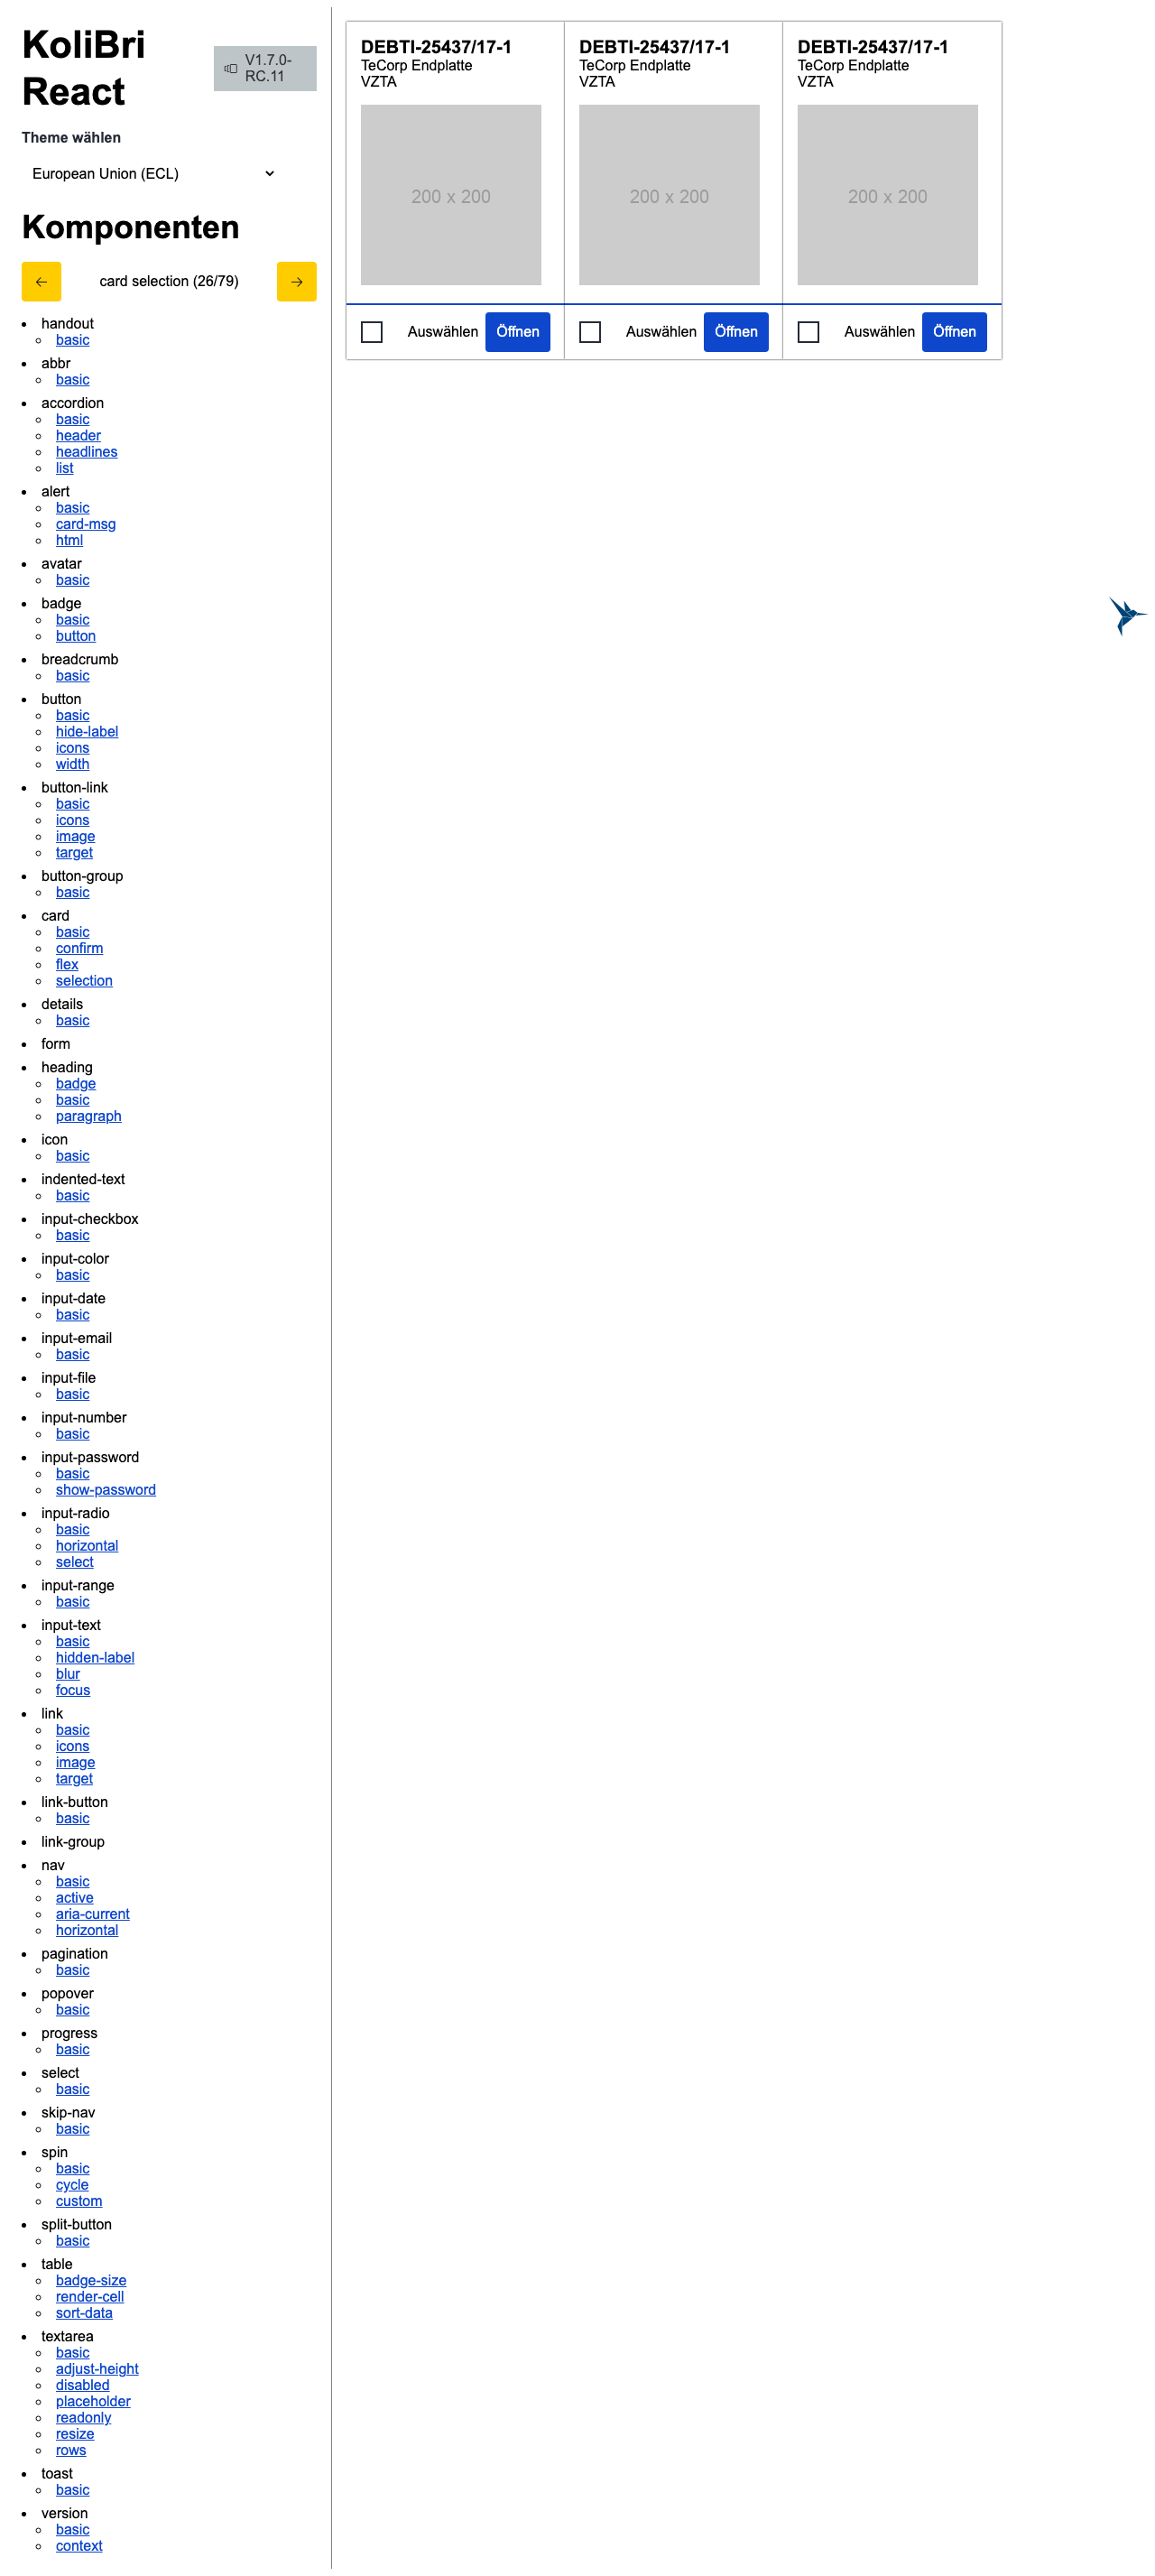 KoliBri
React
V1.7.0-
RC.11
Theme wählen
European Union (ECL)
Komponenten
card selection (26/79)
handout
basic
abbr
basic
accordion
basic
header
headlines
list
alert
basic
card-msg
html
avatar
basic
badge
basic
button
breadcrumb
basic
button
basic
hide-label
icons
width
button-link
basic
icons
image
target
button-group
basic
card
basic
confirm
flex
selection
details
basic
form
heading
badge
basic
paragraph
icon
basic
indented-text
basic
input-checkbox
basic
input-color
basic
input-date
basic
input-email
basic
input-file
basic
input-number
basic
input-password
basic
show-password
input-radio
basic
horizontal
select
input-range
basic
input-text
basic
hidden-label
blur
focus
link
basic
icons
image
target
link-button
basic
link-group
nav
basic
active
aria-current
horizontal
pagination
basic
popover
basic
progress
basic
select
basic
skip-nav
basic
spin
basic
cycle
custom
split-button
basic
table
badge-size
render-cell
sort-data
textarea
basic
adjust-height
disabled
placeholder
readonly
resize
rows
toast
basic
version
basic
context
DEBTI-25437/17-1
TeCorp Endplatte
VZTA
200 x 200
Auswählen Öffnen
DEBTI-25437/17-1
TeCorp Endplatte
VZTA
200 x 200
Auswählen Öffnen
DEBTI-25437/17-1
TeCorp Endplatte
VZTA
200 x 200
Auswählen Öffnen